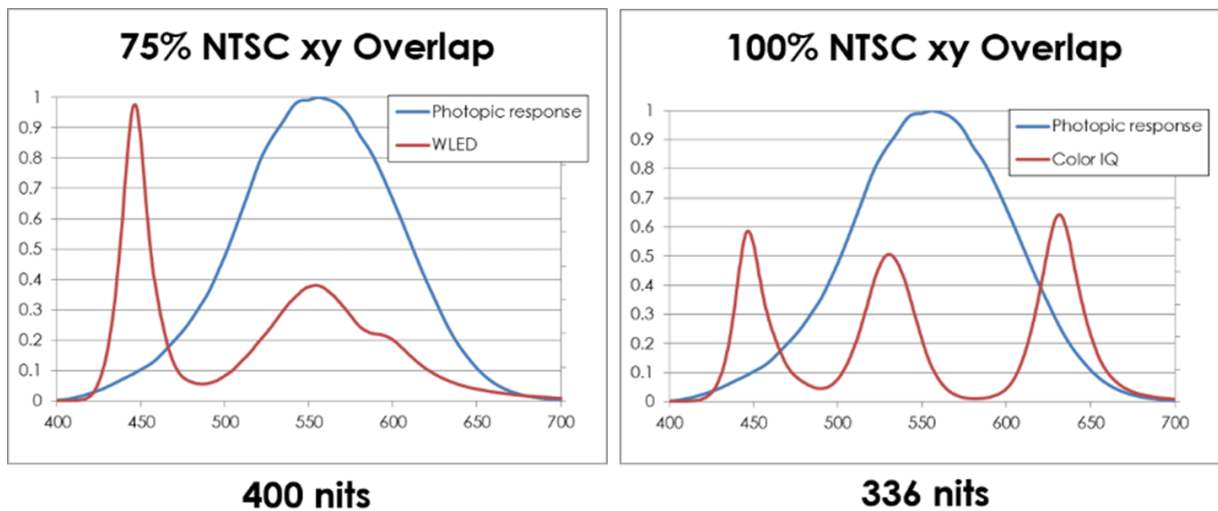 75% NTSC xy Overlap
1
0.9
0.8
0.7
0.6
0.5
0.4
0.3
0.2
0.1
0
400 450 500 550 600 650 700
Photopic response
WLED
400 nits
100% NTSC xy Overlap
1
0.9
0.8
0.7
0.6
0.5
0.4
0.3
0.2
0.1
0
400 450 500 550 600 650 700
Photopic response
Color IQ
336 nits